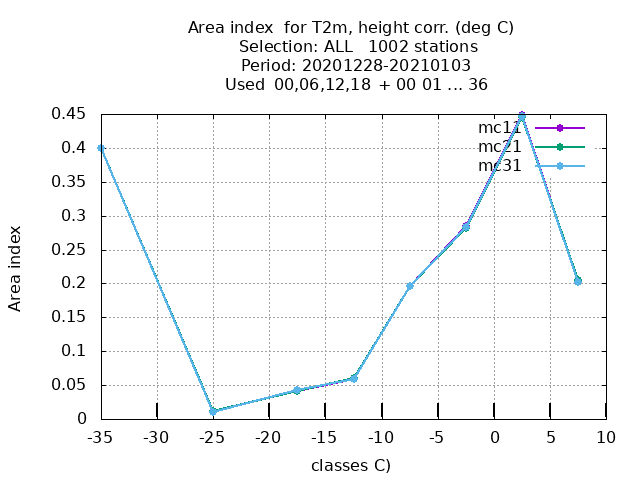 Area index  for T2m, height corr. (deg C)
Selection: ALL   1002 stations
Period: 20201228-20210103
Used  00,06,12,18  + 00 01 ... 36
0.45
0.4
0.35
0.3
0.25
0.2
0.15
0.1
0.05
0
Area index
mc11
mc21
mc31
-35 -30 -25 -20 -15 -10 -5 0 5 10
classes C)